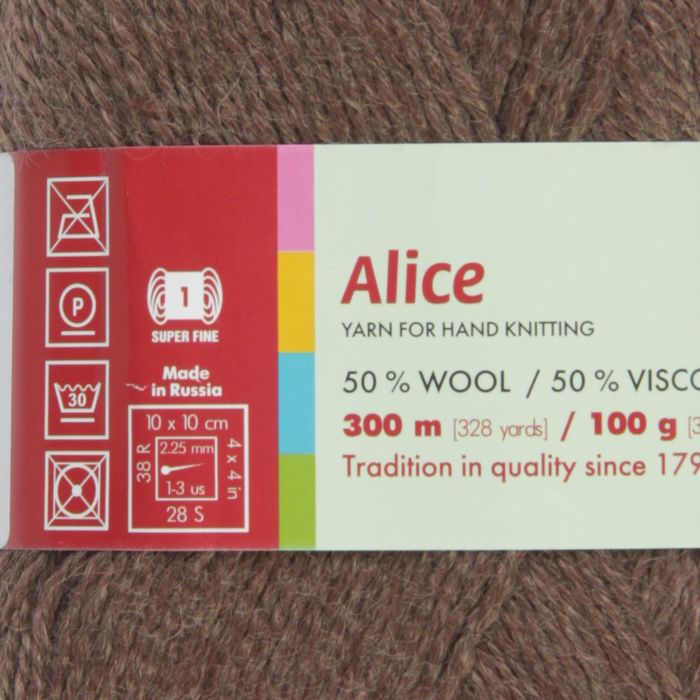 P
30
1
SUPER FINE
Made
in Russia
10 x 10 cm
38 R
2.25 mm
1-3 us
4 x 4 in
28 S
Alice
YARN FOR HAND KNITTING
50 % WOOL / 50 % VISCO
300 m [328 yards] / 100 g [3
Tradition in quality since 179